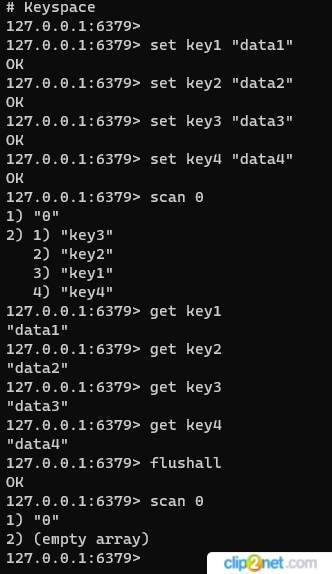 # Keyspace
127.0.0.1:6379>
127.0.0.1:6379> set key1 "data1"
OK
127.0.0.1:6379> set key2 "data2"
OK
127.0.0.1:6379> set key3 "data3"
OK
127.0.0.1:6379> set key4 "data4"
OK
127.0.0.1:6379> scan 0
1) "0"
2) 1) "key3"
   2) "key2"
   3) "key1"
   4) "key4"
127.0.0.1:6379> get key1
"data1"
127.0.0.1:6379> get key2
"data2"
127.0.0.1:6379> get key3
"data3"
127.0.0.1:6379> get key4
"data4"
127.0.0.1:6379> flushall
OK
127.0.0.1:6379> scan 0
1) "0"
2) (empty array)
127.0.0.1:6379>
clip2net.com